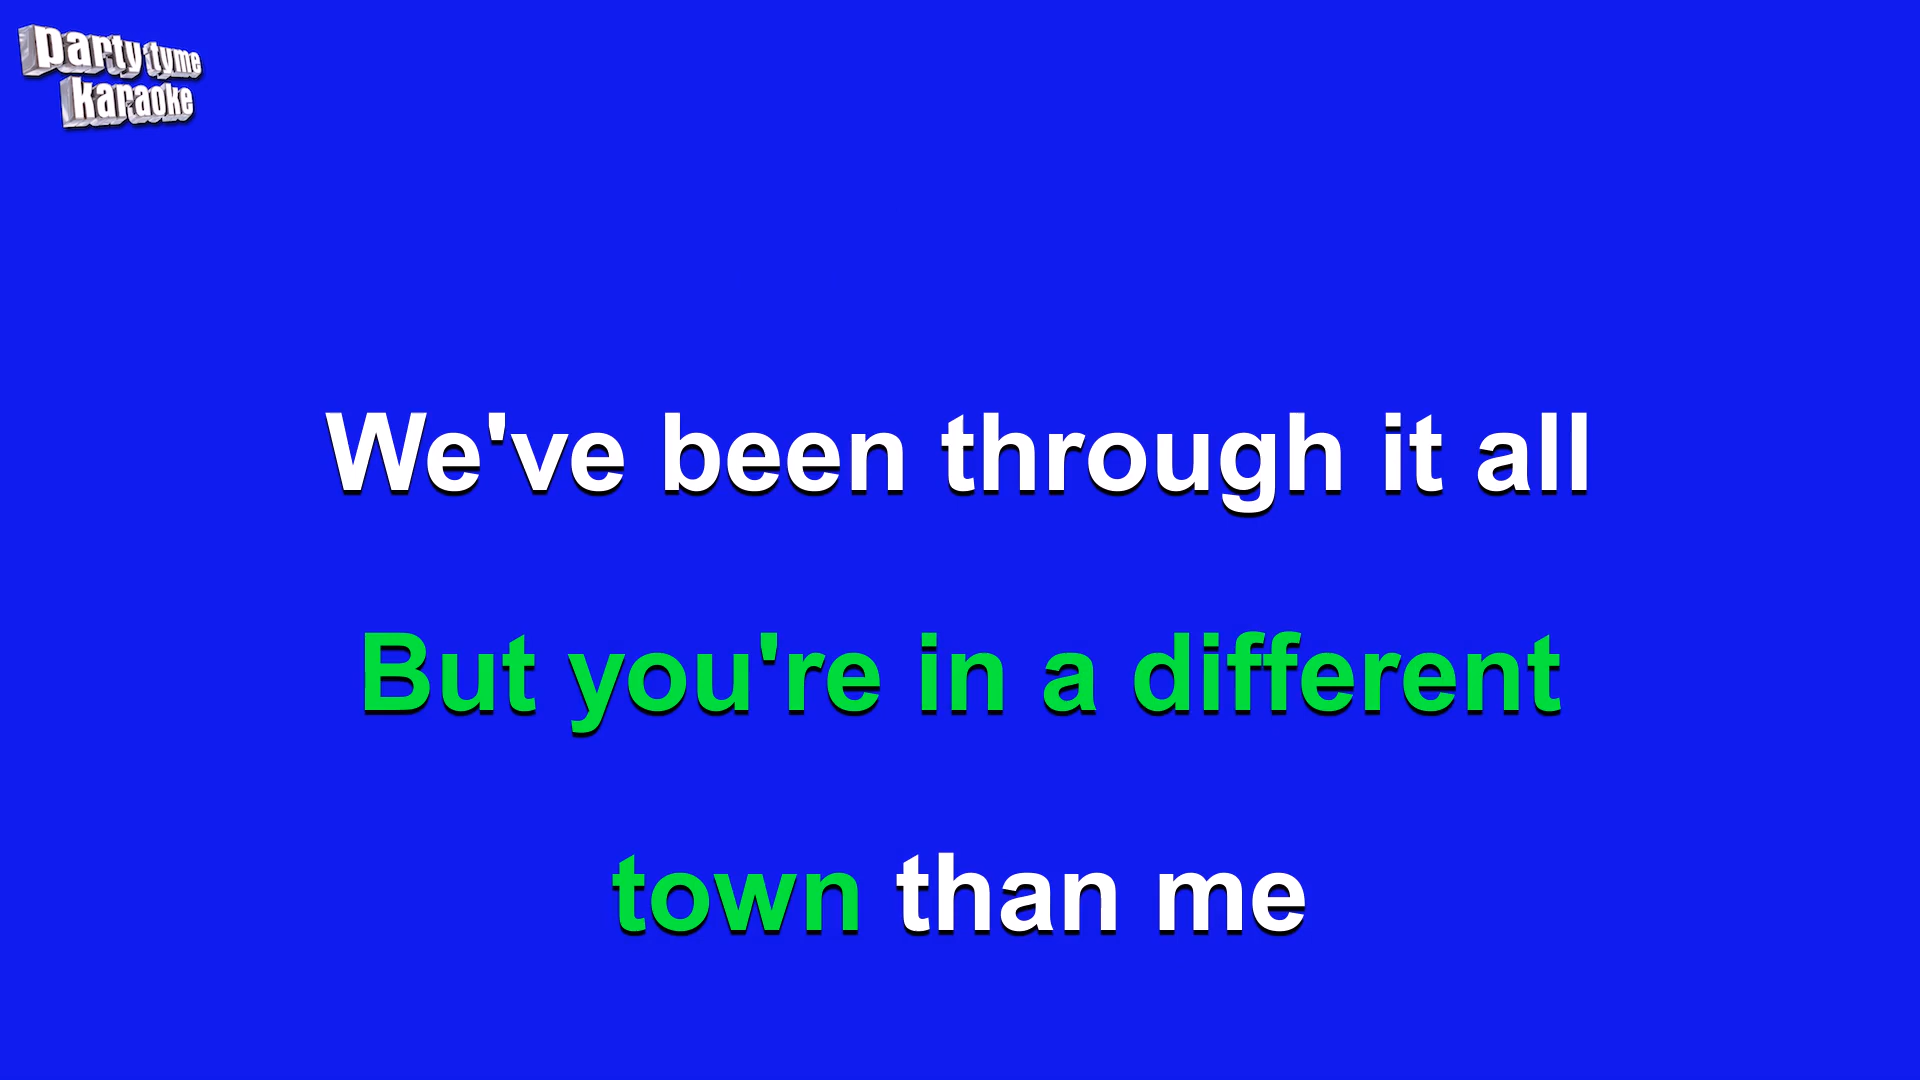 party tyme
karaoke
We've been through it all
But you're in a different
town than me